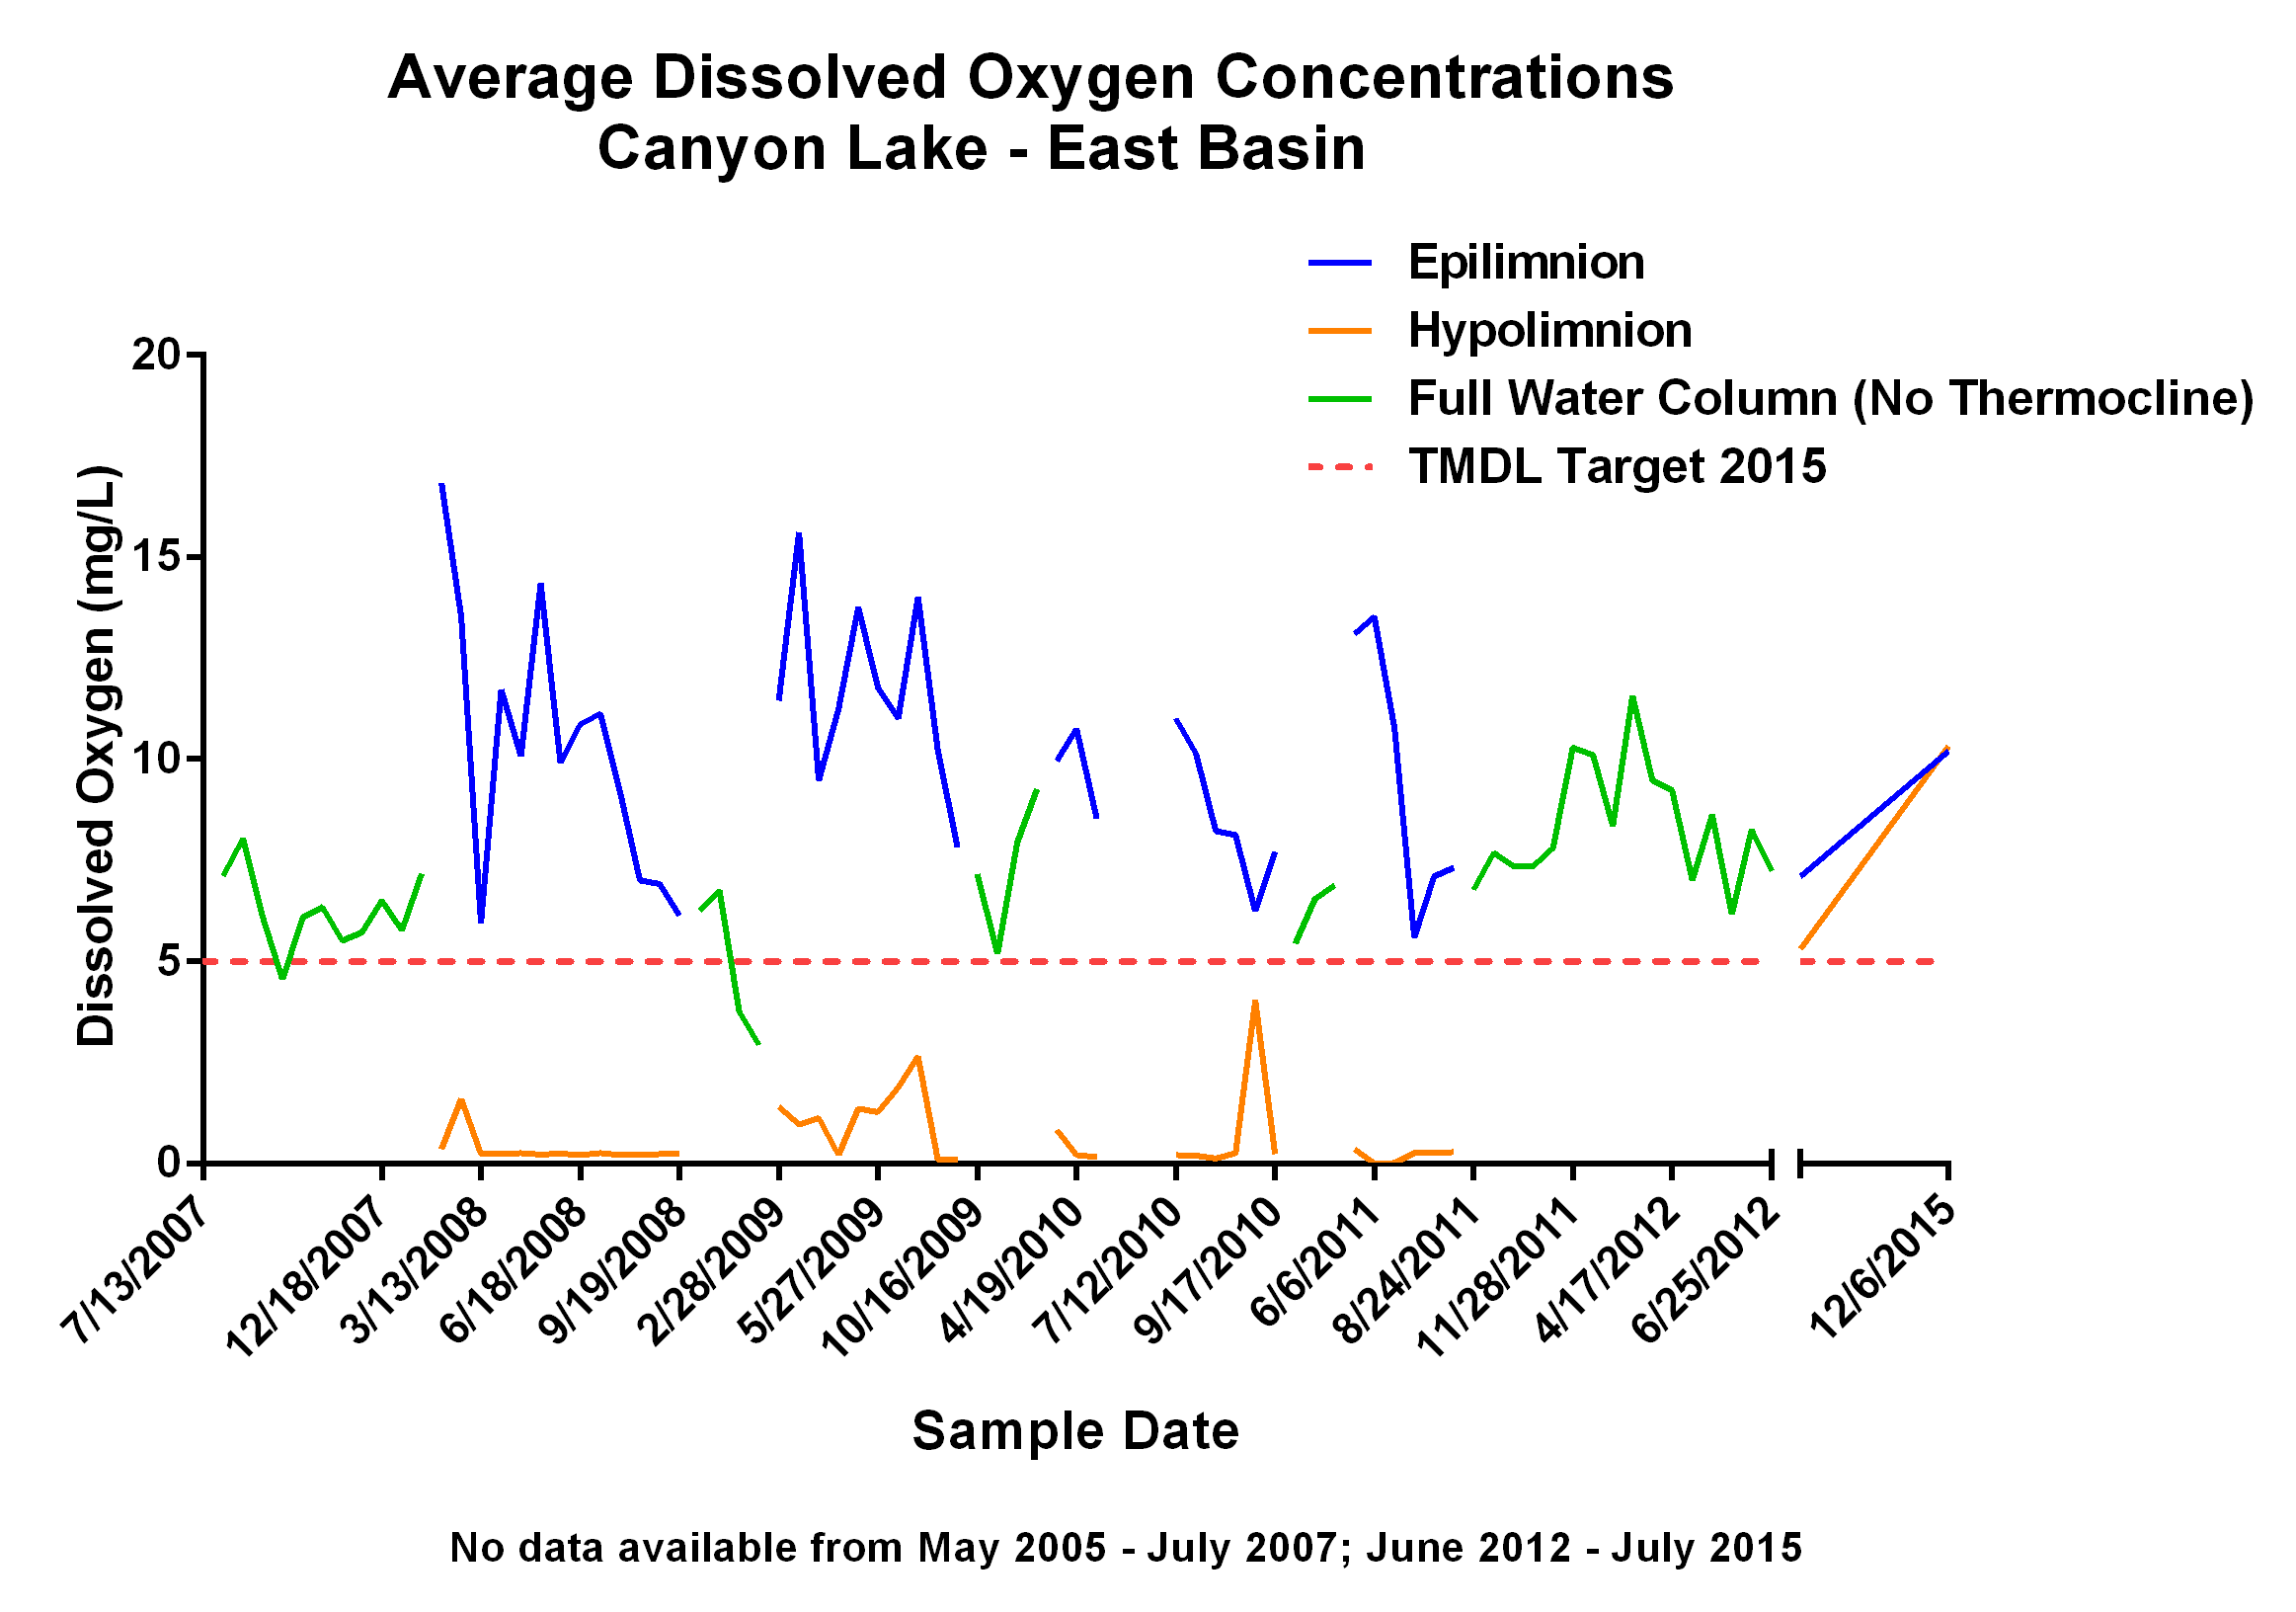 Average Dissolved Oxygen Concentrations
Canyon Lake - East Basin
Epilimnion
Hypolimnion
Full Water Column (No Thermocline)
TMDL Target 2015
Dissolved Oxygen (mg/L)
20
15
10
5
0
7/13/2007
12/18/2007
3/13/2008
6/18/2008
9/19/2008
2/28/2009
5/27/2009
10/16/2009
4/19/2010
7/12/2010
9/17/2010
6/6/2011
8/24/2011
11/28/2011
4/17/2012
6/25/2012
12/6/2015
Sample Date
No data available from May 2005 - July 2007; June 2012 - July 2015